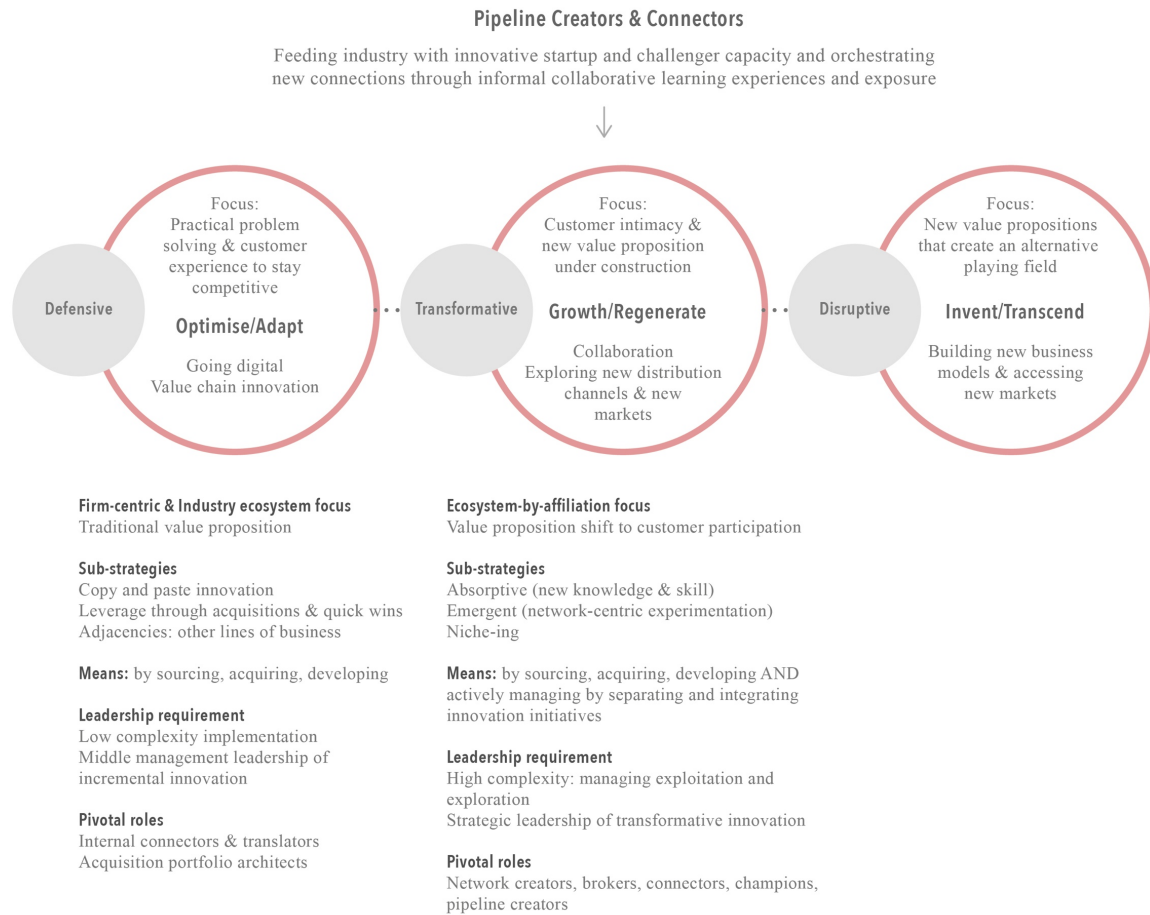 Pipeline Creators & Connectors
Feeding industry with innovative startup and challenger capacity and orchestrating
new connections through informal collaborative learning experiences and exposure
Defensive
Focus:
Practical problem
solving & customer
experience to stay
competitive
Optimise/Adapt
Going digital
Value chain innovation
Transformative
Focus:
Customer intimacy &
new value proposition
under construction
Growth/Regenerate
Collaboration
Exploring new distribution
channels & new
markets
Disruptive
Focus:
New value propositions
that create an alternative
playing field
Invent/Transcend
Building new business
models & accessing
new markets
Firm-centric & Industry ecosystem focus
Traditional value proposition
Sub-strategies
Copy and paste innovation
Leverage through acquisitions & quick wins
Adjacencies: other lines of business
Means: by sourcing, acquiring, developing
Leadership requirement
Low complexity implementation
Middle management leadership of
incremental innovation
Pivotal roles
Internal connectors & translators
Acquisition portfolio architects
Ecosystem-by-affiliation focus
Value proposition shift to customer participation
Sub-strategies
Absorptive (new knowledge & skill)
Emergent (network-centric experimentation)
Niche-ing
Means: by sourcing, acquiring, developing AND
actively managing by separating and integrating
innovation initiatives
Leadership requirement
High complexity: managing exploitation and
exploration
Strategic leadership of transformative innovation
Pivotal roles
Network creators, brokers, connectors, champions,
pipeline creators